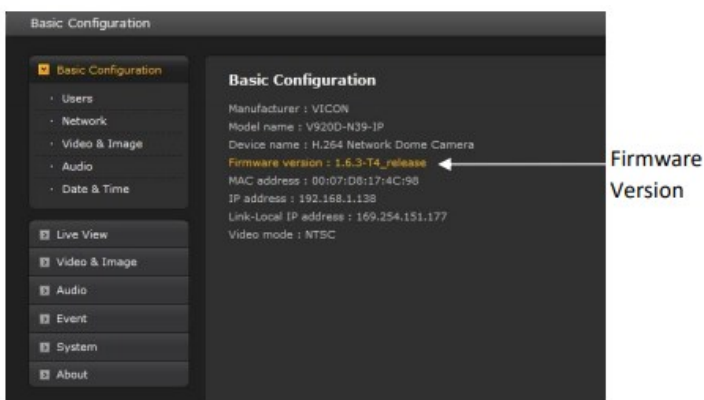 Basic Configuration
Basic Configuration
Users
Network
Video & Image
Audio
Date & Time
Live View
Video & Image
Audio
Event
System
About
Basic Configuration
Manufacturer : VICON
Model name : V920D-N39-IP
Device name : H.264 Network Dome Camera
Firmware version : 1.6.3-T4_release
MAC address : 00:07:D8:17:4C:98
IP address : 192.168.1.138
Link-Local IP address : 169.254.151.177
Video mode : NTSC
Firmware
Version